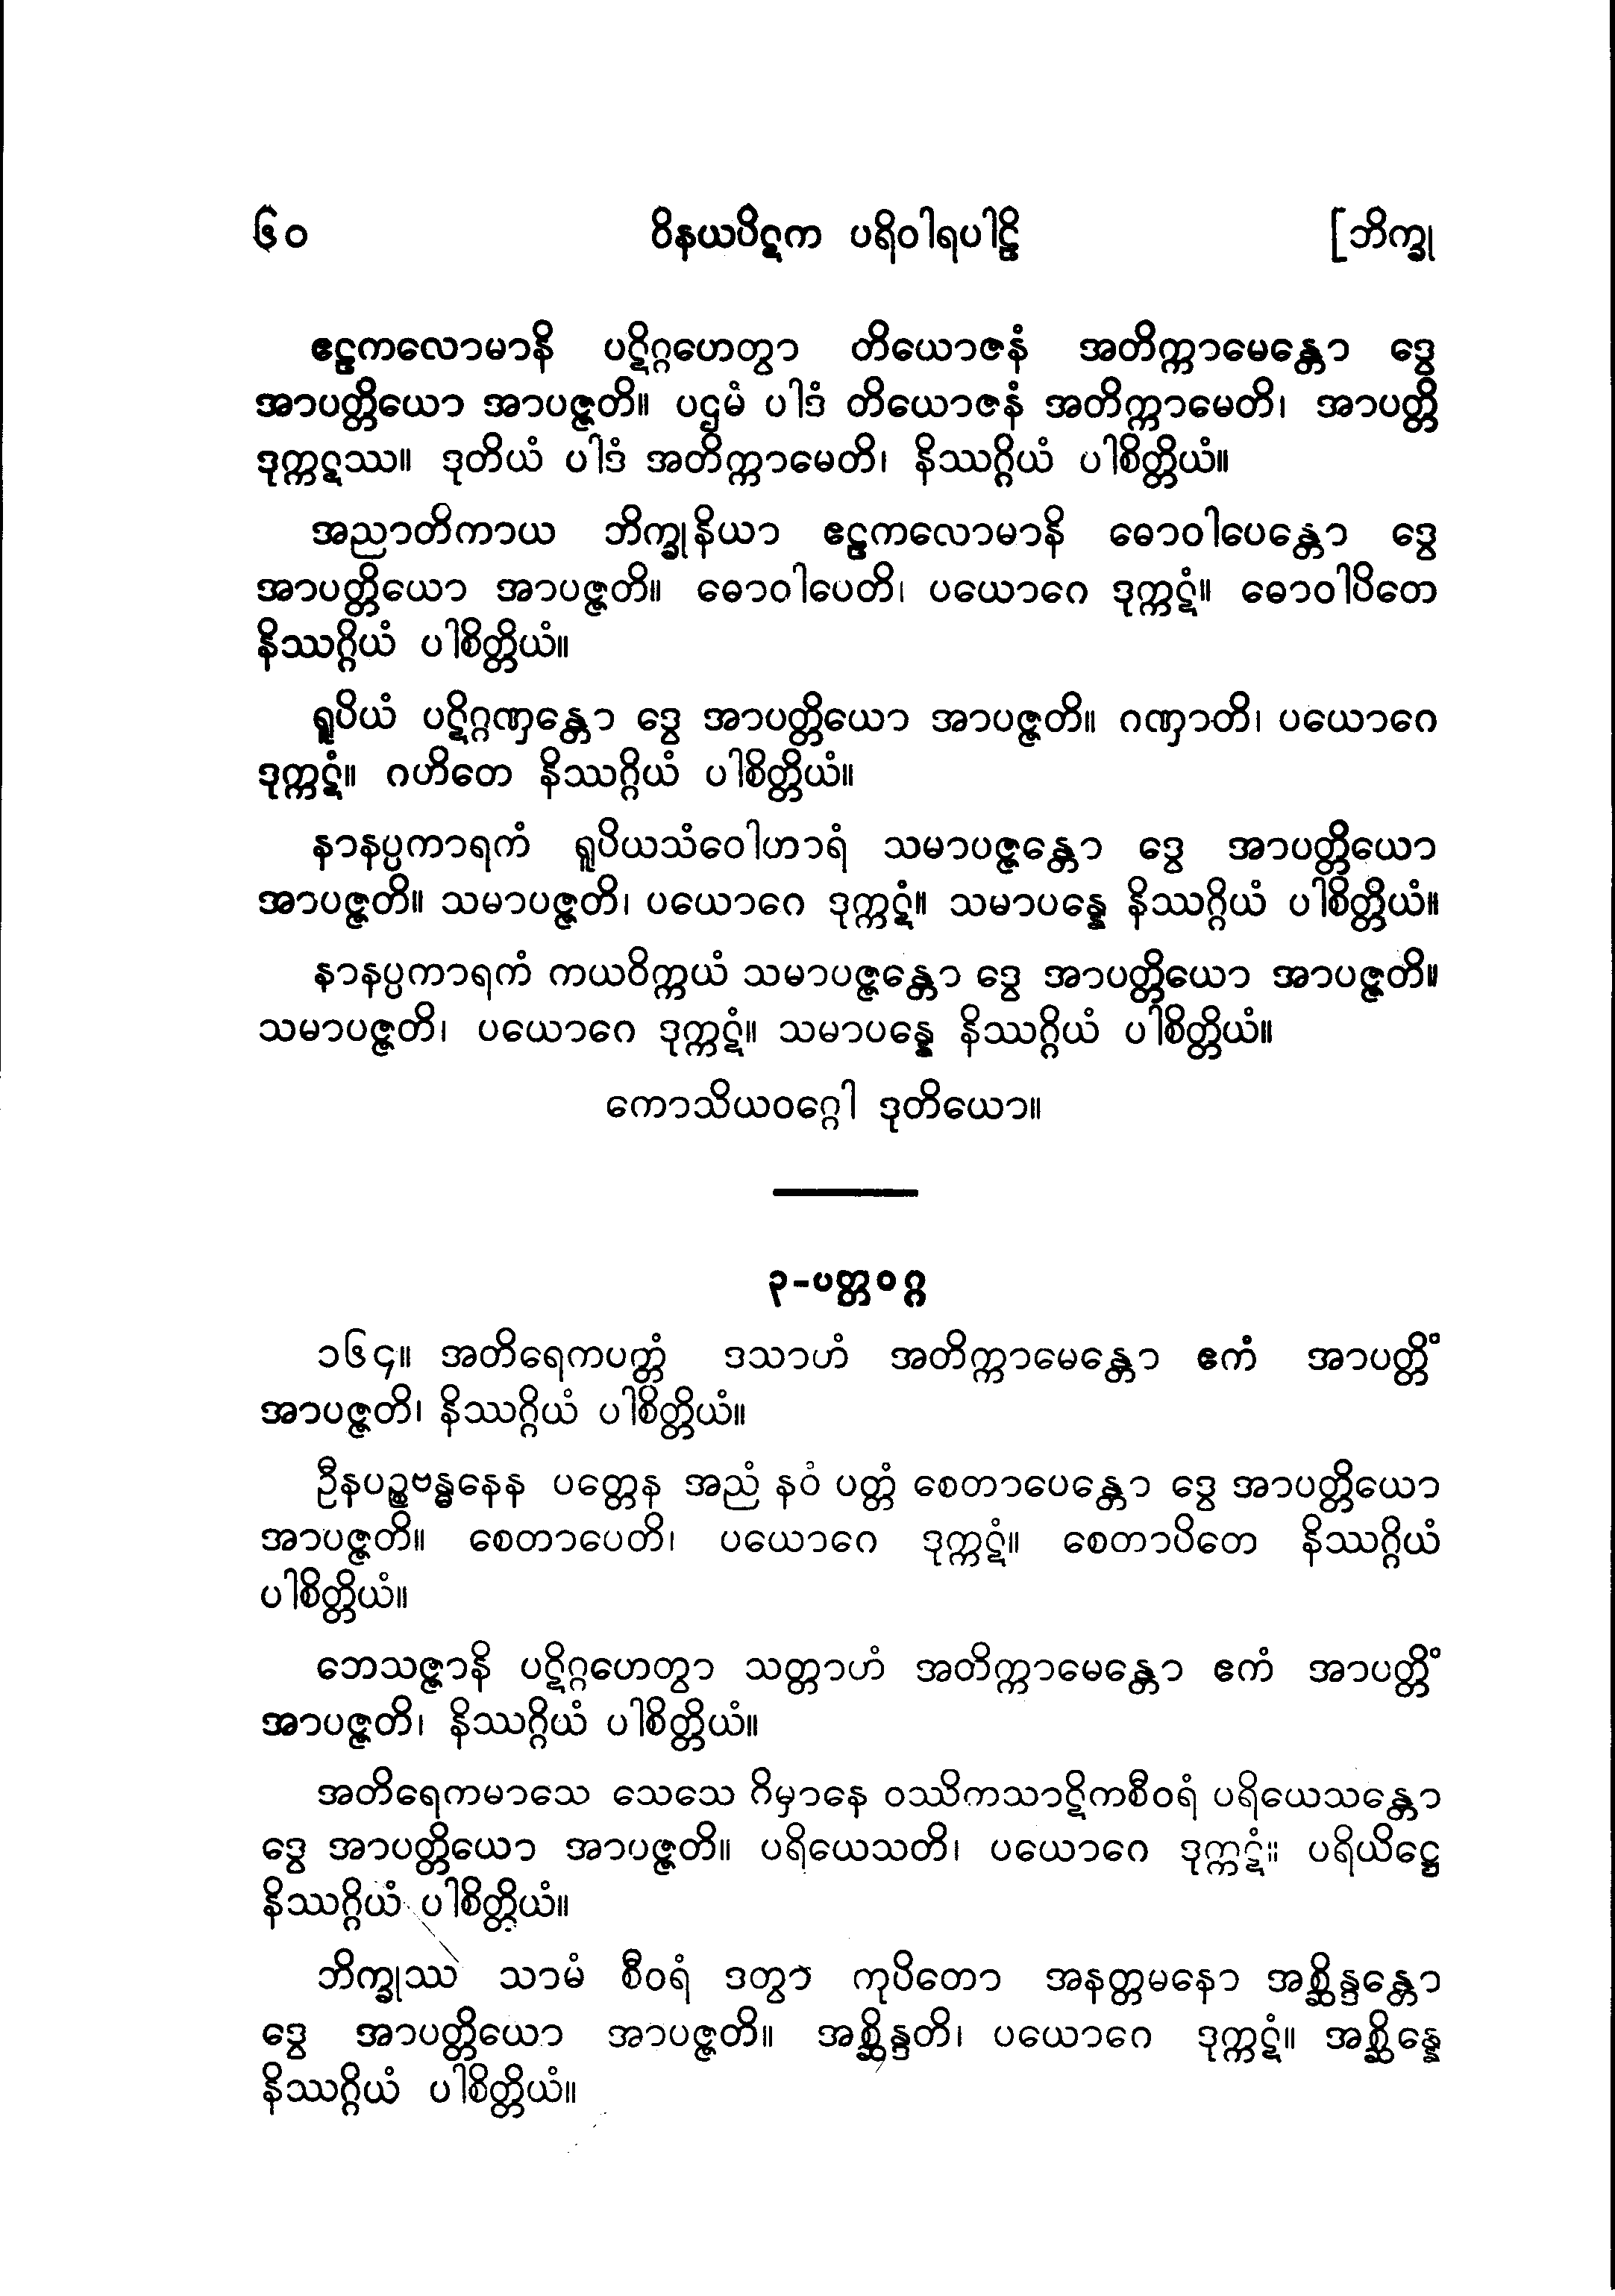 ၆၀ ဝိနယပိဋက ပရိဝါရပါဠိ [ဘိက္ခု
ဧဠကလောမာနိ ပဋိဂ္ဂဟေတွာ တိယောဇနံ အတိက္ကာမေန္တော ဒွေ
အာပတ္တိယော အာပဇ္ဇတိ။ ပဌမံ ပါဒံ တိယောဇနံ အတိက္ကာမေတိ၊ အာပတ္တိ
ဒုက္ကဋဿ။ ဒုတိယံ ပါဒံ အတိက္ကာမေတိ၊ နိဿဂ္ဂိယံ ပါစိတ္တိယံ။
အညာတိကာယ ဘိက္ခုနိယာ ဧဠကလောမာနိ ဓောဝါပေန္တော ဒွေ
အာပတ္တိယော အာပဇ္ဇတိ။ ဓောဝါပေတိ၊ ပယောဂေ ဒုက္ကဋံ။ ဓောဝါပိတေ
နိဿဂ္ဂိယံ ပါစိတ္တိယံ။
ရူပိယံ ပဋိဂ္ဂဏှန္တော ဒွေ အာပတ္တိယော အာပဇ္ဇတိ။ ဂဏှာတိ၊ ပယောဂေ
ဒုက္ကဋံ။ ဂဟိတေ နိဿဂ္ဂိယံ ပါစိတ္တိယံ။
နာနပ္ပကာရကံ ရူပိယသံဝေါဟာရံ သမာပဇ္ဇန္တော ဒွေ အာပတ္တိယော
အာပဇ္ဇတိ။ သမာပဇ္ဇတိ၊ ပယောဂေ ဒုက္ကဋံ။ သမာပန္နေ နိဿဂ္ဂိယံ ပါစိတ္တိယံ။
နာနပ္ပကာရကံ ကယဝိက္ကယံ သမာပဇ္ဇန္တော ဒွေ အာပတ္တိယော အာပဇ္ဇတိ။
သမာပဇ္ဇတိ၊ ပယောဂေ ဒုက္ကဋံ။ သမာပန္နေ နိဿဂ္ဂိယံ ပါစိတ္တိယံ။
ကောသိယဝဂ္ဂေါ ဒုတိယော။
၃-ပတ္တဝဂ္ဂ
၁၆၄။ အတိရေကပတ္တံ ဒသာဟံ အတိက္ကာမေန္တော ဧကံ အာပတ္တိံ
အာပဇ္ဇတိ၊ နိဿဂ္ဂိယံ ပါစိတ္တိယံ။
ဦနပဉ္စဗန္ဓနေန ပတ္တေန အညံ နဝံ ပတ္တံ စေတာပေန္တော ဒွေ အာပတ္တိယော
အာပဇ္ဇတိ။ စေတာပေတိ၊ ပယောဂေ ဒုက္ကဋံ။ စေတာပိတေ နိဿဂ္ဂိယံ
ပါစိတ္တိယံ။
ဘေသဇ္ဇာနိ ပဋိဂ္ဂဟေတွာ သတ္တာဟံ အတိက္ကာမေန္တော ဧကံ အာပတ္တိံ
အာပဇ္ဇတိ၊ နိဿဂ္ဂိယံ ပါစိတ္တိယံ။
အတိရေကမာသေ သေသေ ဂိမှာနေ ဝဿိကသာဋိကစီဝရံ ပရိယေသန္တော
ဒွေ အာပတ္တိယော အာပဇ္ဇတိ။ ပရိယေသတိ၊ ပယောဂေ ဒုက္ကဋံ။ ပရိယိဋ္ဌေ
နိဿဂ္ဂိယံ ပါစိတ္တိယံ။
ဘိက္ခုဿ သာမံ စီဝရံ ဒတွာ ကုပိတော အနတ္တမနော အစ္ဆိန္ဒန္တော
ဒွေ အာပတ္တိယော အာပဇ္ဇတိ။ အစ္ဆိန္ဒတိ၊ ပယောဂေ ဒုက္ကဋံ။ အစ္ဆိန္နေ
နိဿဂ္ဂိယံ ပါစိတ္တိယံ။